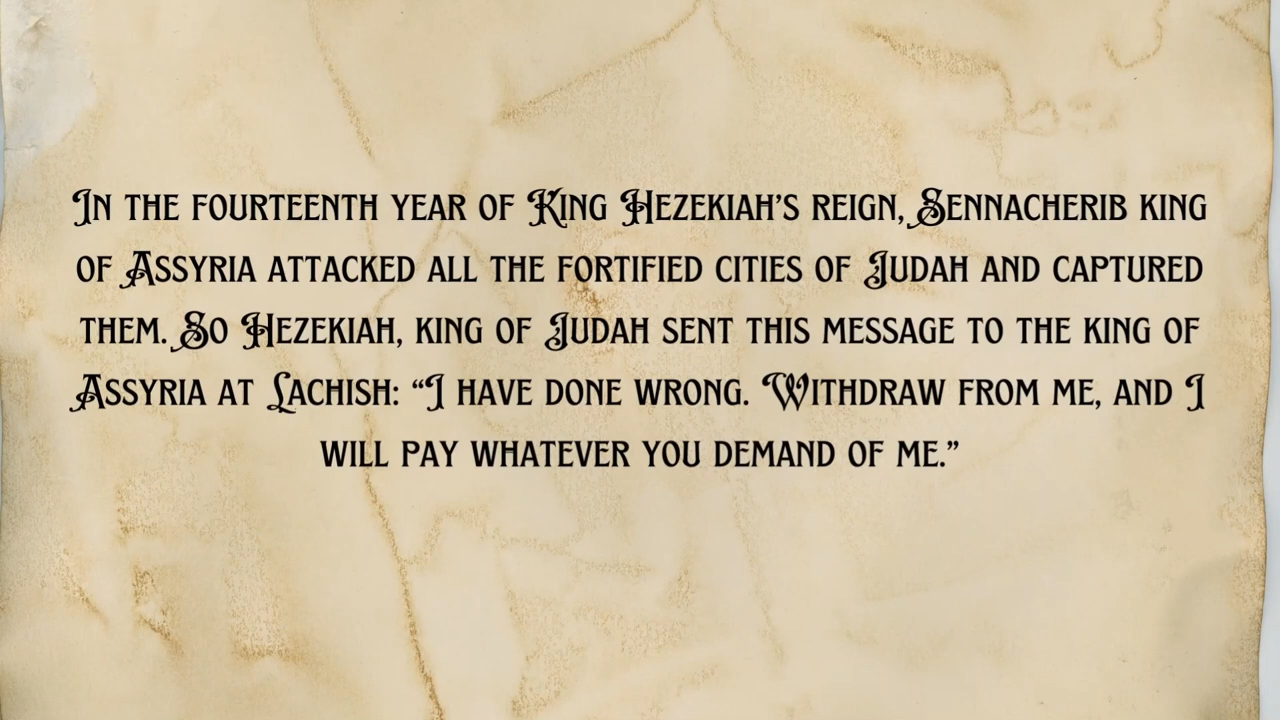 In the fourteenth year of King Hezekiah’s reign, Sennacherib king
of Assyria attacked all the fortified cities of Judah and captured
them. So Hezekiah, king of Judah sent this message to the king of
Assyria at Lachish: “I have done wrong. Withdraw from me, and I
will pay whatever you demand of me.”